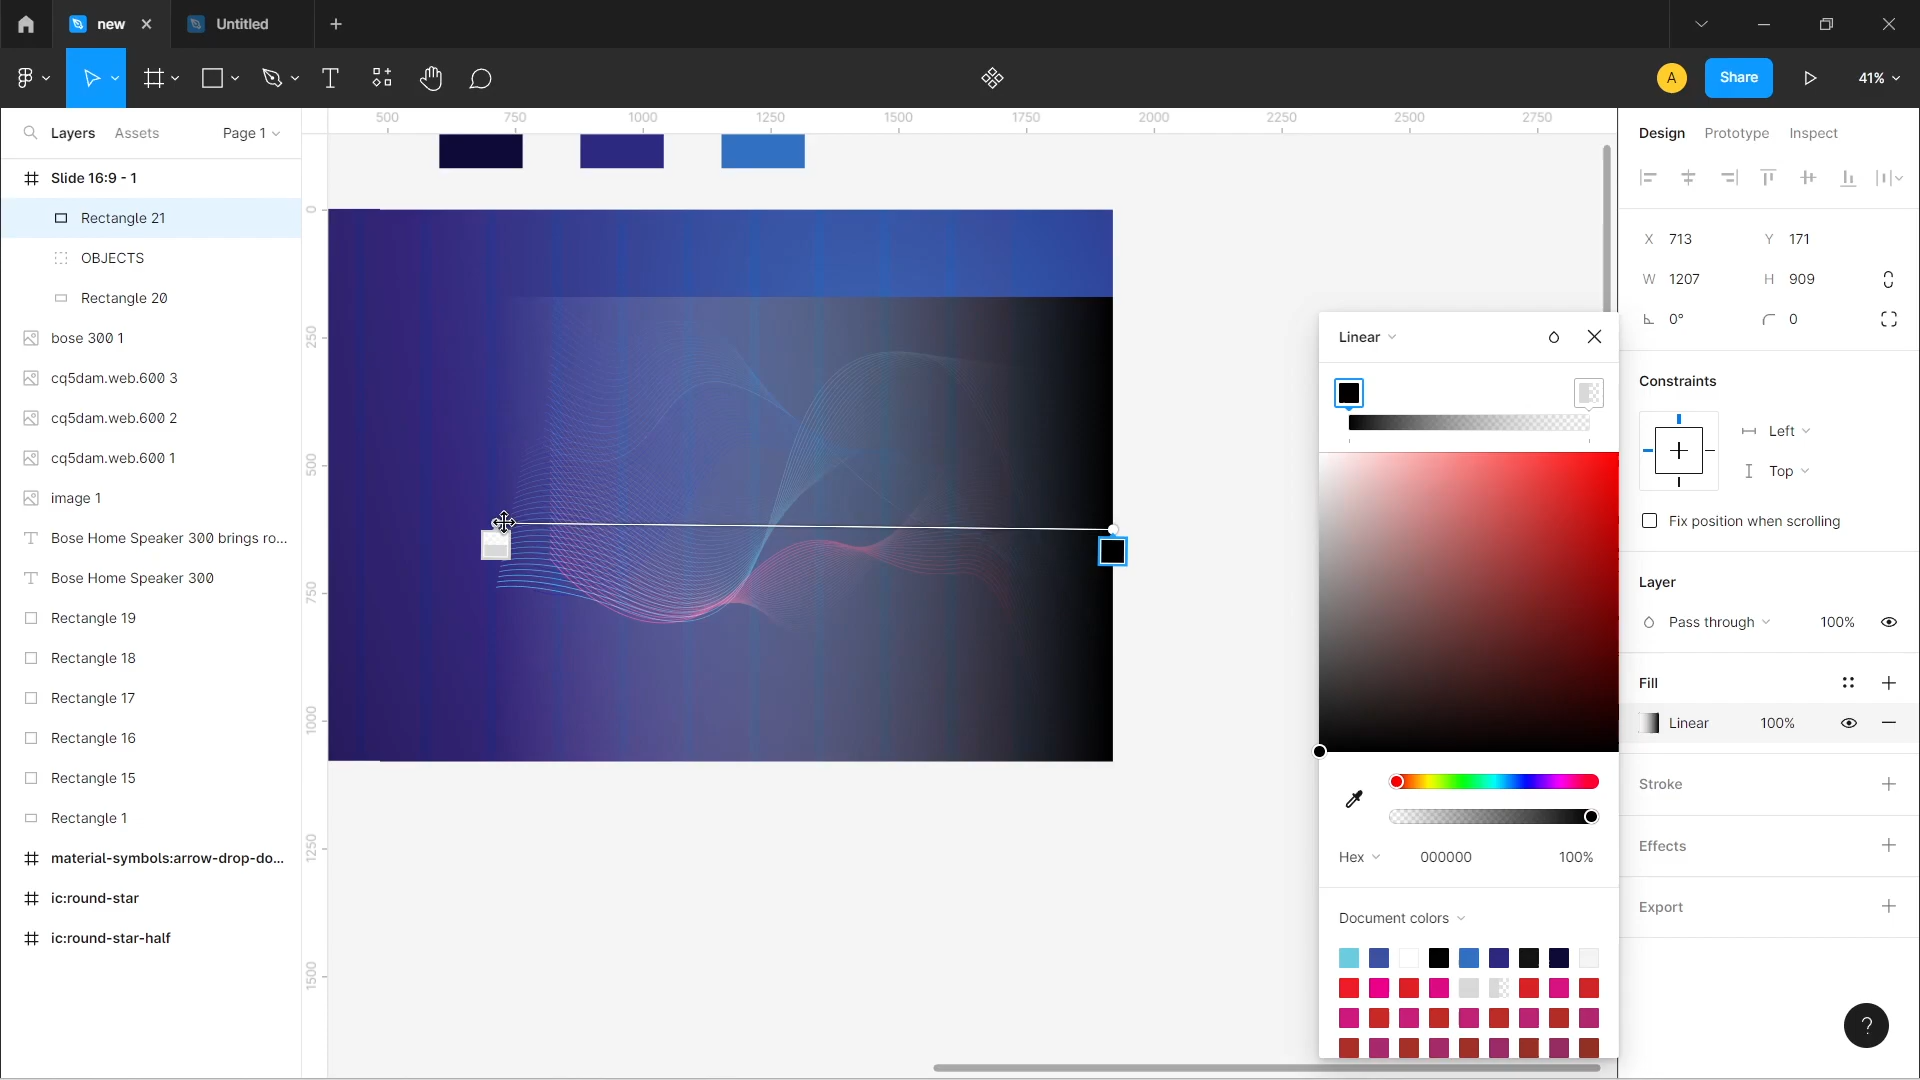 new
Untitled
A
Share
41%
Layers
Assets
Page 1
Slide 16:9 - 1
Rectangle 21
OBJECTS
Rectangle 20
bose 300 1
cq5dam.web.600 3
cq5dam.web.600 2
cq5dam.web.600 1
image 1
Bose Home Speaker 300 brings ro...
Bose Home Speaker 300
Rectangle 19
Rectangle 18
Rectangle 17
Rectangle 16
Rectangle 15
Rectangle 1
material-symbols:arrow-drop-do...
ic:round-star
ic:round-star-half
500 750 1000 1250 1500 1750 2000 2250 2500 2750
0
250
500
750
1000
1250
1500
Linear
Hex 000000 100%
Document colors
Design Prototype Inspect
X 713 Y 171
W 1207 H 909
0° 0
Constraints
Left
Top
Fix position when scrolling
Layer
Pass through 100%
Fill
Linear 100%
Stroke
Effects
Export
?